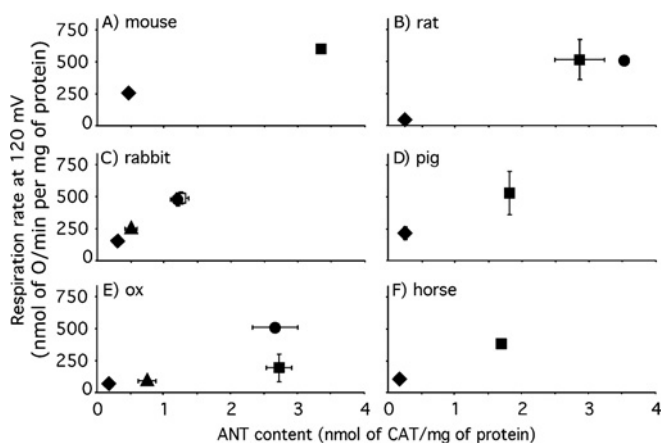 Respiration rate at 120 mV
(nmol of O/min per mg of protein)
A) mouse
B) rat
750
500
250
0
C) rabbit
D) pig
750
500
250
0
E) ox
F) horse
750
500
250
0
0 1 2 3 4
0 1 2 3 4
ANT content (nmol of CAT/mg of protein)